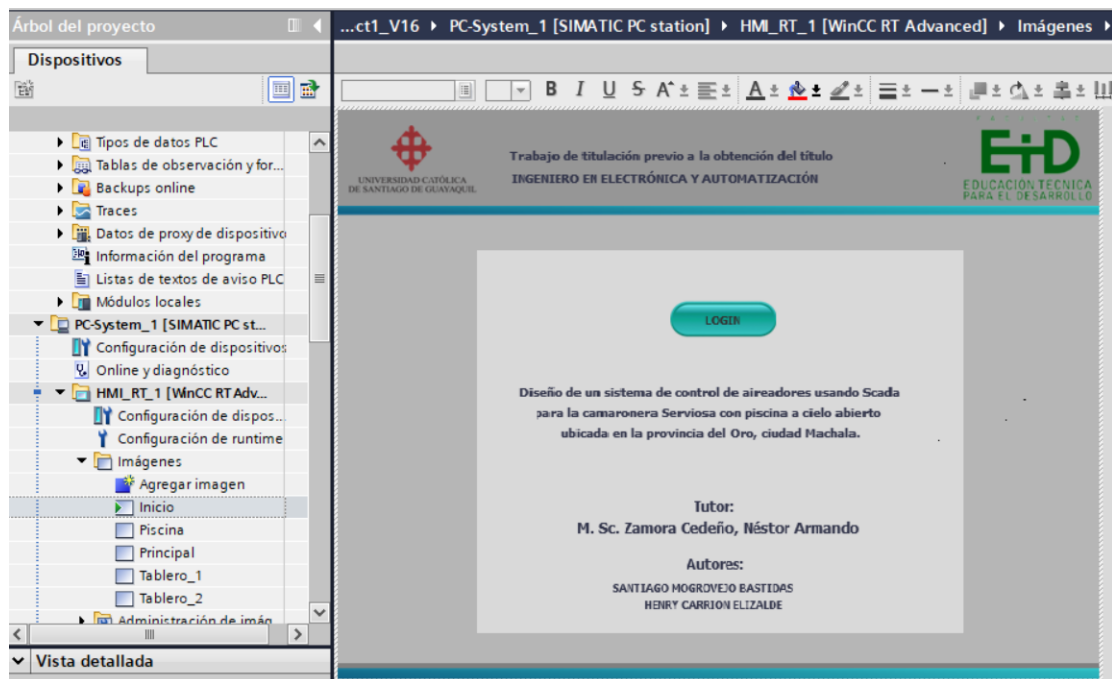 Árbol del proyecto
...ct1_V16 PC-System_1 [SIMATIC PC station] HMI_RT_1 [WinCC RT Advanced] Imágenes
Dispositivos
B I U S A A
Tipos de datos PLC
Tablas de observación y for...
Backups online
Traces
Datos de proxy de dispositivo
Información del programa
Listas de textos de aviso PLC
Módulos locales
PC-System_1 [SIMATIC PC st...
Configuración de dispositivos
Online y diagnóstico
HMI_RT_1 [WinCC RT Adv...
Configuración de dispos...
Configuración de runtime
Imágenes
Agregar imagen
Inicio
Piscina
Principal
Tablero_1
Tablero_2
Administración de imág
Vista detallada
UNIVERSIDAD CATÓLICA
DE SANTIAGO DE GUAYAQUIL
Trabajo de titulación previo a la obtención del título
INGENIERO EN ELECTRÓNICA Y AUTOMATIZACIÓN
ETD
EDUCACIÓN TECNICA
PARA EL DESARROLLO
LOGIN
Diseño de un sistema de control de aireadores usando Scada
para la camaronera Serviosa con piscina a cielo abierto
ubicada en la provincia del Oro, ciudad Machala.
Tutor:
M. Sc. Zamora Cedeño, Néstor Armando
Autores:
SANTIAGO MOGROVEJO BASTIDAS
HENRY CARRION ELIZALDE